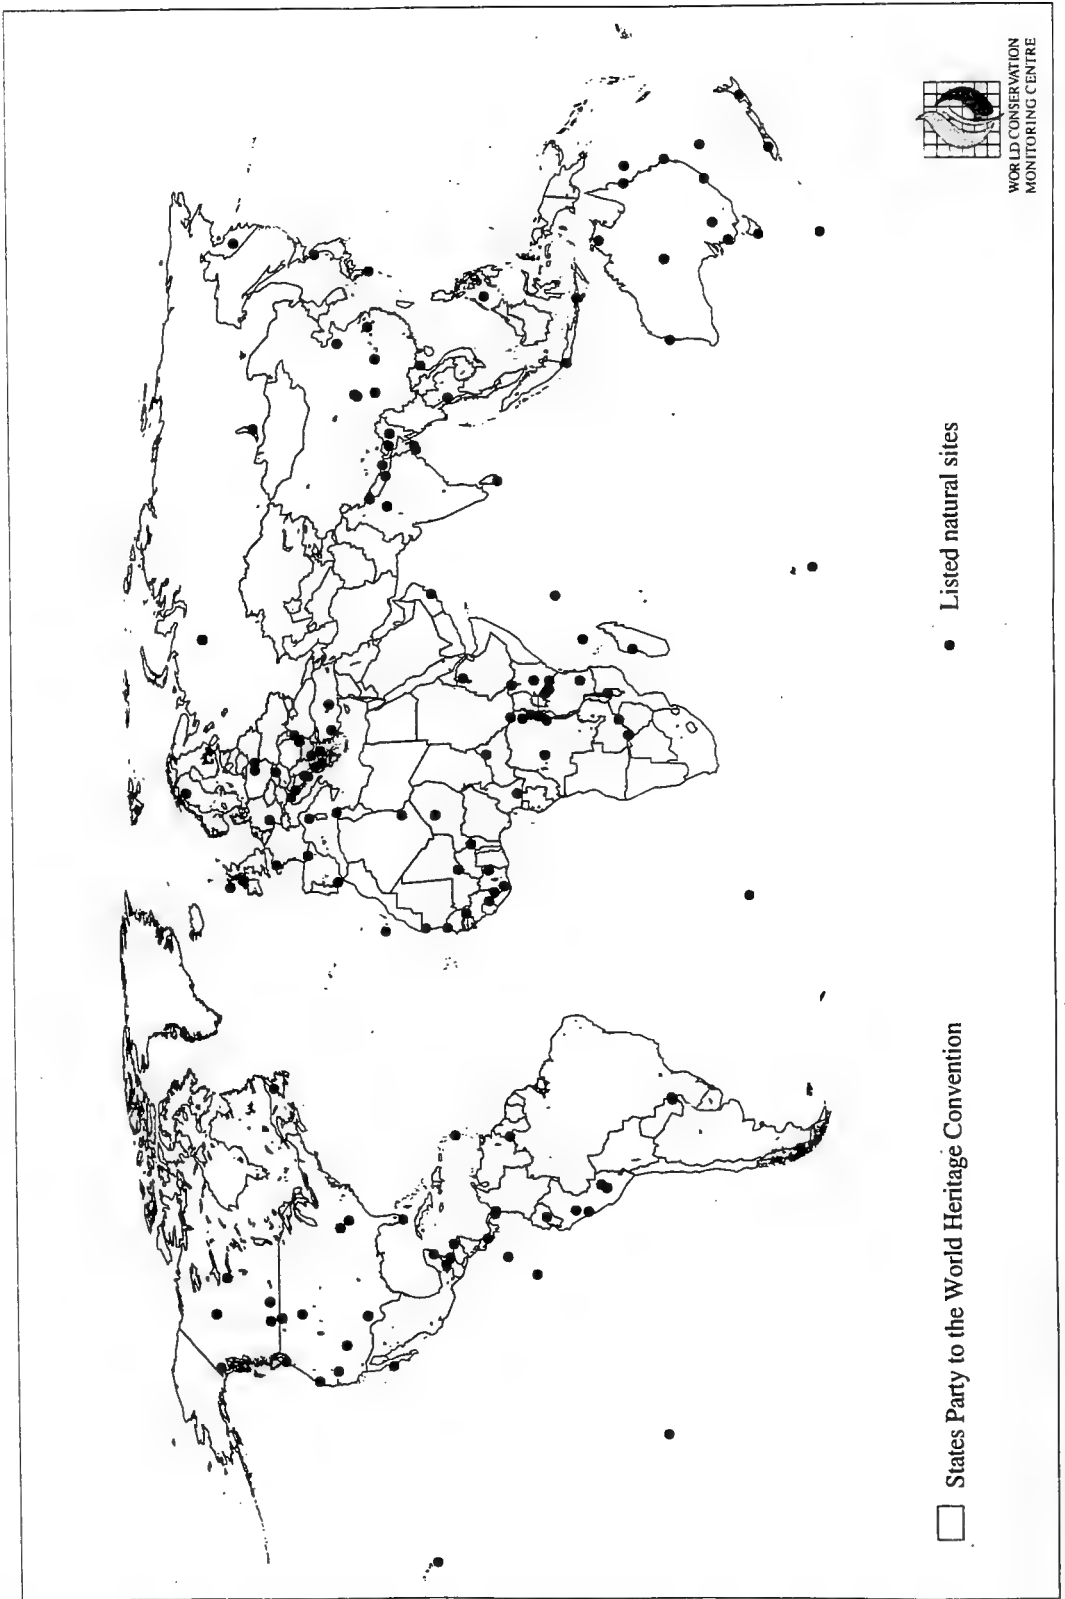 States Party to the World Heritage Convention
Listed natural sites
WORLD CONSERVATION
MONITORING CENTRE